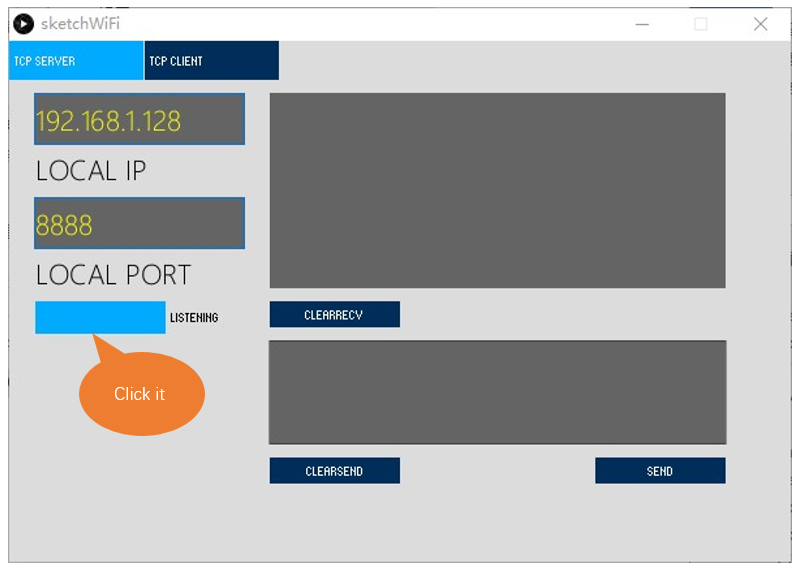 sketchWiFi
TCP SERVER
TCP CLIENT
192.168.1.128
LOCAL IP
8888
LOCAL PORT
LISTENING
Click it
CLEARRECV
CLEARSEND
SEND